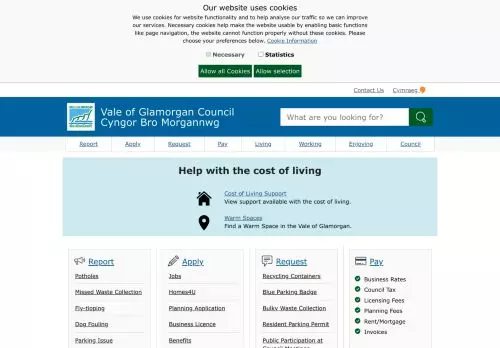 Our website uses cookies
We use cookies for website functionality and to help analyse our traffic so we can improve
our services. Necessary cookies help make the website usable by enabling basic functions
like page navigation, the website cannot function properly without these cookies. Please
choose your preferences below. Cookie Information
Necessary Statistics
Allow all Cookies Allow selection
Contact Us Cymraeg
Vale of Glamorgan Council
Cyngor Bro Morgannwg
What are you looking for?
Report Apply Request Pay Living Working Enjoying Council
Help with the cost of living
Cost of Living Support
View support available with the cost of living.
Warm Spaces
Find a Warm Space in the Vale of Glamorgan.
Report
Potholes
Missed Waste Collection
Fly-tipping
Dog Fouling
Parking Issue
Apply
Jobs
Homes4U
Planning Application
Business Licence
Benefits
Request
Recycling Containers
Blue Parking Badge
Bulky Waste Collection
Resident Parking Permit
Public Participation at
Council Meetings
Pay
Business Rates
Council Tax
Licensing Fees
Planning Fees
Rent/Mortgage
Invoices